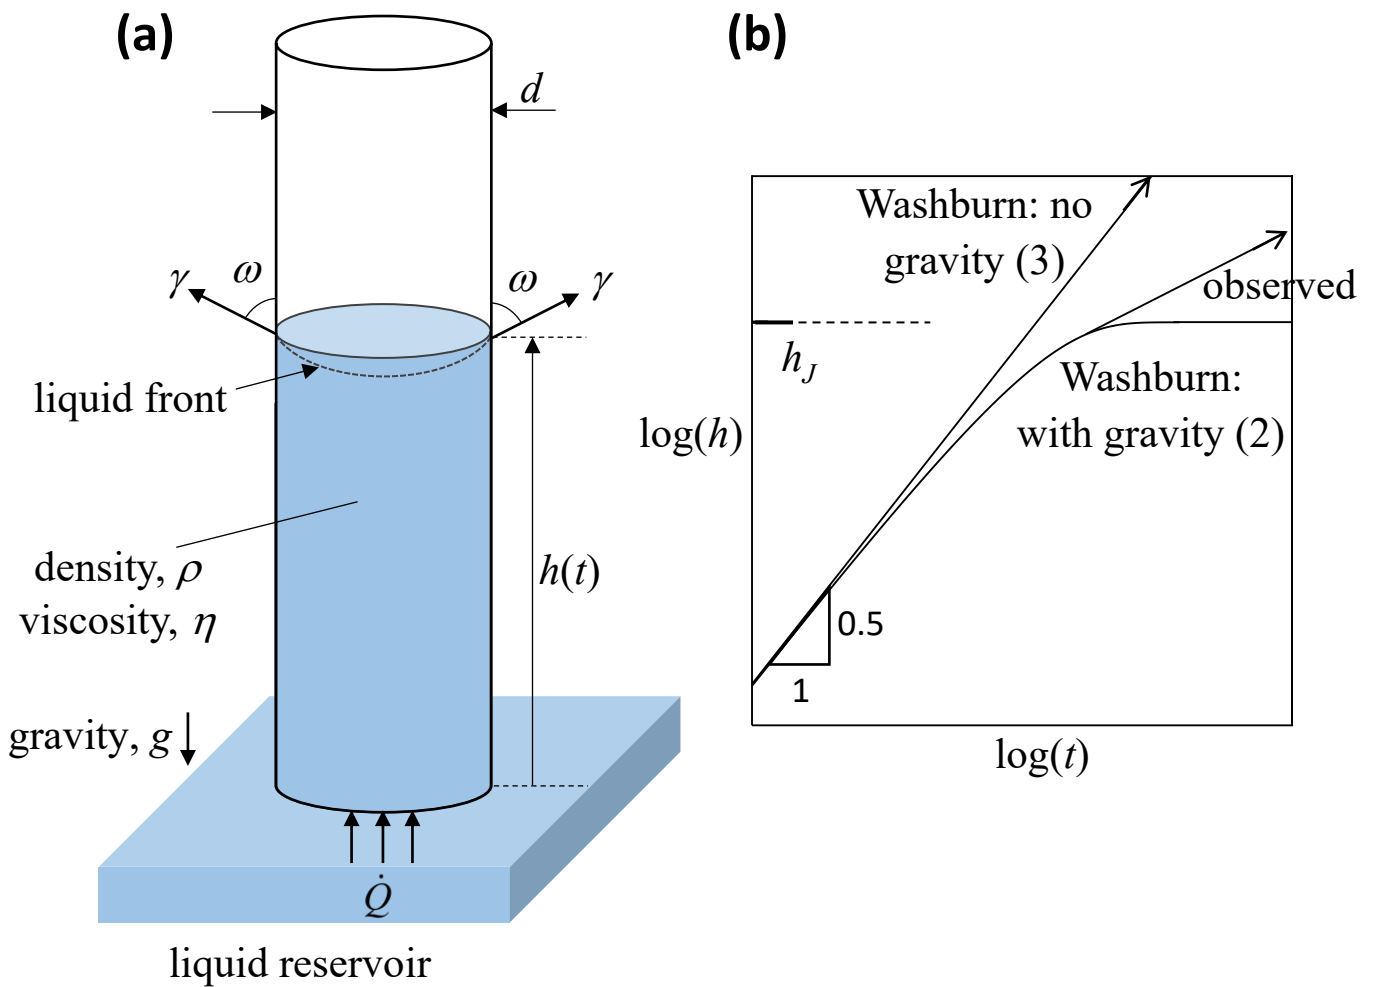 (a)
d
γ
ω
ω
γ
liquid front
density, ρ
viscosity, η
h(t)
gravity, g
Q̇
liquid reservoir
(b)
Washburn: no
gravity (3)
observed
h_J
Washburn:
with gravity (2)
log(h)
0.5
1
log(t)